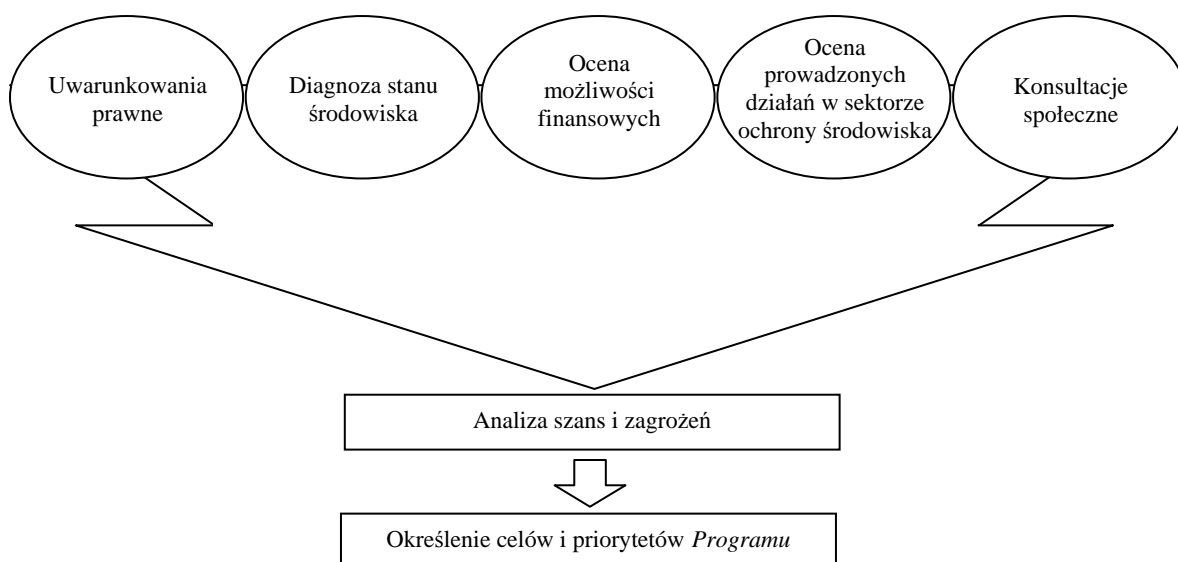 Uwarunkowania
prawne
Diagnoza stanu
środowiska
Ocena
możliwości
finansowych
Ocena
prowadzonych
działań w sektorze
ochrony środowiska
Konsultacje
społeczne
Analiza szans i zagrożeń
Określenie celów i priorytetów Programu